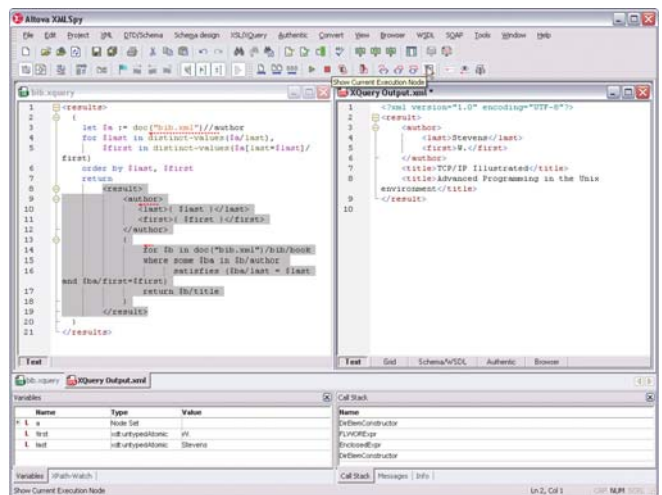 Altova XMLSpy
File Edit Project XML DTD/Schema Schema design XSL/XQuery Authentic Convert View Browser WSDL SOAP Tools Window Help
Show Current Execution Node
bib.xquery
1 <results>
2 {
3 let $a := doc("bib.xml")//author
4 for $last in distinct-values($a/last),
5 $first in distinct-values($a[last=$last]/
first)
6 order by $last, $first
7 return
8 <result>
9 <author>
10 <last>{ $last }</last>
11 <first>{ $first }</first>
12 </author>
13 {
14 for $b in doc("bib.xml")/bib/book
15 where some $ba in $b/author
16 satisfies ($ba/last = $last
and $ba/first=$first)
17 return $b/title
18 }
19 </result>
20 }
21 </results>
Text
XQuery Output.xml *
1 <?xml version="1.0" encoding="UTF-8"?>
2 <result>
3 <author>
4 <last>Stevens</last>
5 <first>W.</first>
6 </author>
7 <title>TCP/IP Illustrated</title>
8 <title>Advanced Programming in the Unix
environment</title>
9 </result>
10
Text Grid Schema/WSDL Authentic Browser
bib.xquery XQuery Output.xml
Variables
Name Type Value
L a Node Set
L first xdt:untypedAtomic W.
L last xdt:untypedAtomic Stevens
Variables XPath-Watch
Call Stack
Name
DirElemConstructor
FLWORExpr
EnclosedExpr
DirElemConstructor
Call Stack Messages Info
Show Current Execution Node
Ln 2, Col 1 CAP NUM SCRL